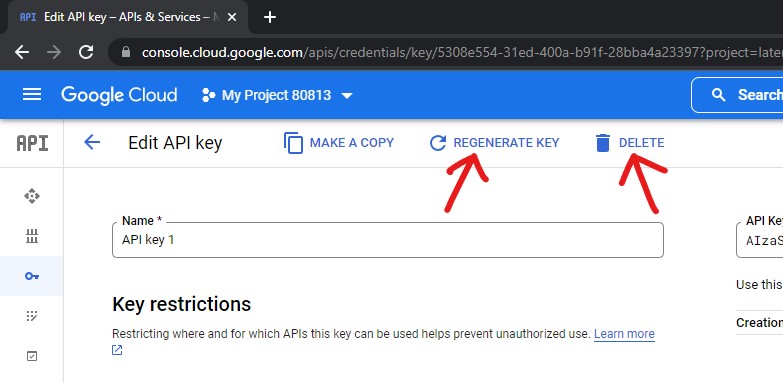 API Edit API key – APIs & Services –
console.cloud.google.com/apis/credentials/key/5308e554-31ed-400a-b91f-28bba4a23397?project=late
Google Cloud My Project 80813 Search
API Edit API key MAKE A COPY REGENERATE KEY DELETE
Name * API Key
API key 1 AIzaS
Use this
Key restrictions
Creation
Restricting where and for which APIs this key can be used helps prevent unauthorized use. Learn more